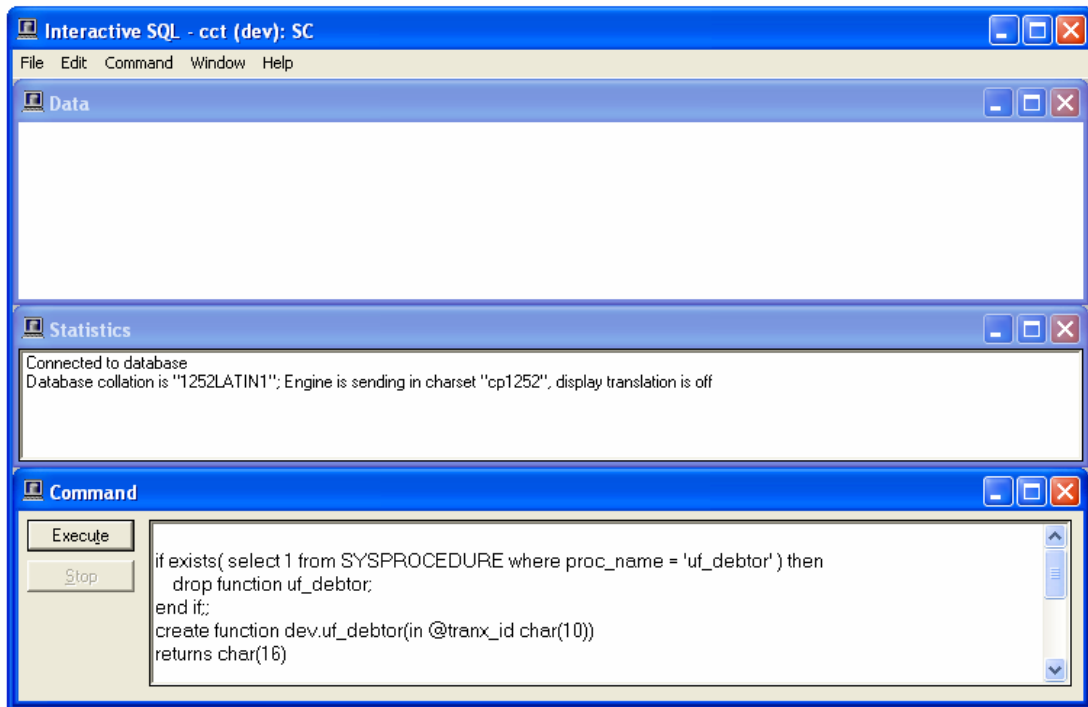 Interactive SQL - cct (dev): SC
File Edit Command Window Help
Data
Statistics
Connected to database
Database collation is "1252LATIN1"; Engine is sending in charset "cp1252", display translation is off
Command
Execute
Stop
if exists( select 1 from SYSPROCEDURE where proc_name = 'uf_debtor' ) then
drop function uf_debtor;
end if;;
create function dev.uf_debtor(in @tranx_id char(10))
returns char(16)